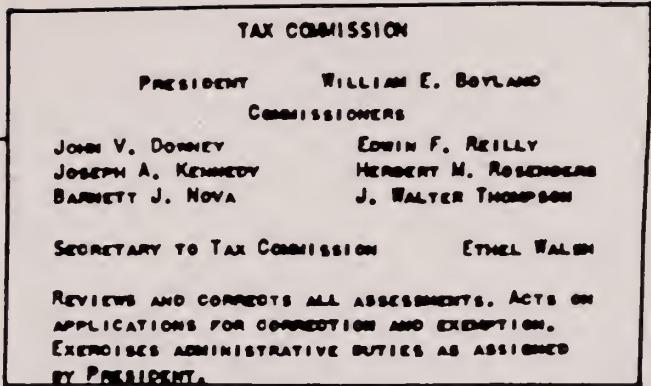 TAX COMMISSION
PRESIDENT WILLIAM E. BOYLAND
COMMISSIONERS
JOHN V. DORNEY EDWIN F. REILLY
JOSEPH A. KENNEDY HERBERT M. ROSENBERG
BARNETT J. NOVA J. WALTER THOMPSON
SECRETARY TO TAX COMMISSION ETHEL WALSH
REVIEWS AND CORRECTS ALL ASSESSMENTS. ACTS ON
APPLICATIONS FOR CORRECTION AND EXEMPTION.
EXERCISES ADMINISTRATIVE DUTIES AS ASSIGNED
BY PRESIDENT.